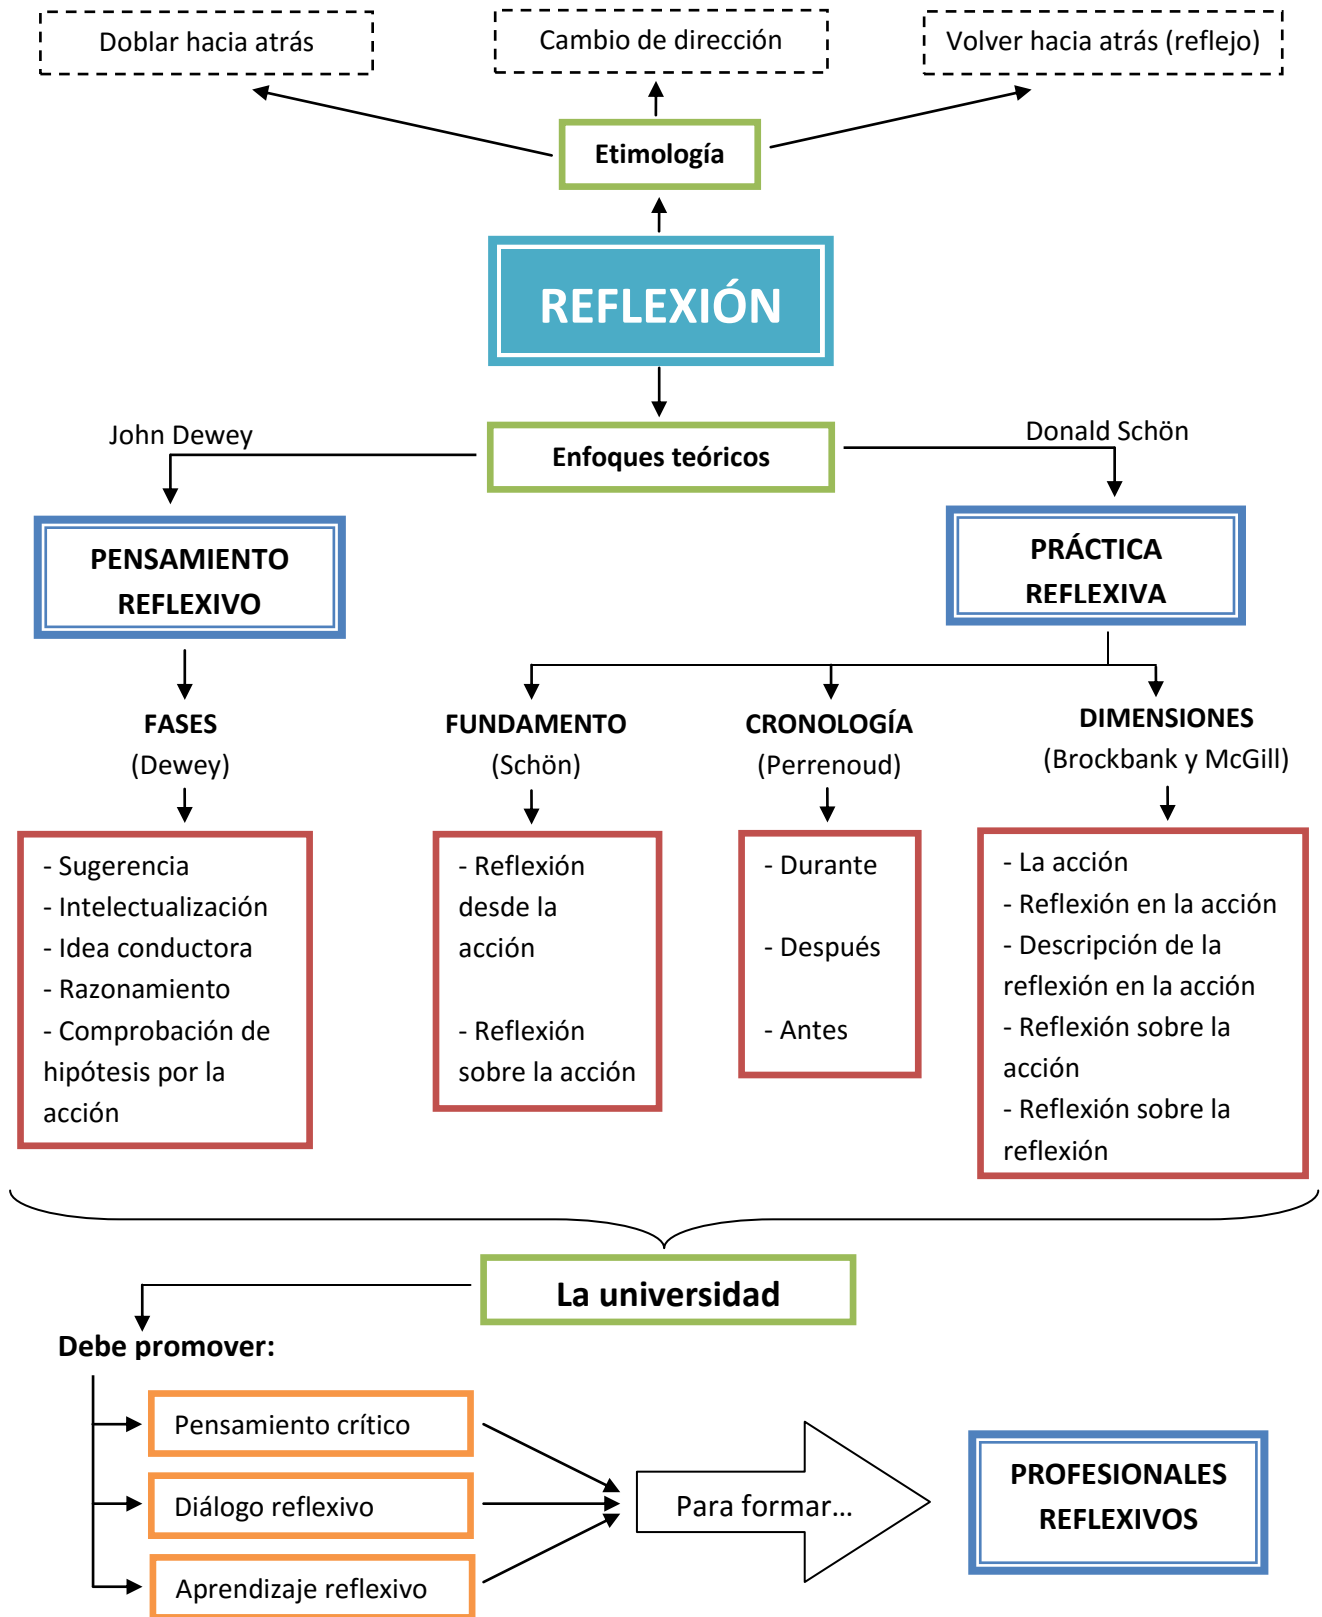 Doblar hacia atrás
Cambio de dirección
Volver hacia atrás (reflejo)
Etimología
REFLEXIÓN
Enfoques teóricos
John Dewey
Donald Schön
PENSAMIENTO
REFLEXIVO
PRÁCTICA
REFLEXIVA
FASES
(Dewey)
FUNDAMENTO
(Schön)
CRONOLOGÍA
(Perrenoud)
DIMENSIONES
(Brockbank y McGill)
- Sugerencia
- Intelectualización
- Idea conductora
- Razonamiento
- Comprobación de
hipótesis por la
acción
- Reflexión
desde la
acción
- Reflexión
sobre la acción
- Durante
- Después
- Antes
- La acción
- Reflexión en la acción
- Descripción de la
reflexión en la acción
- Reflexión sobre la
acción
- Reflexión sobre la
reflexión
La universidad
Debe promover:
Pensamiento crítico
Diálogo reflexivo
Aprendizaje reflexivo
Para formar...
PROFESIONALES
REFLEXIVOS